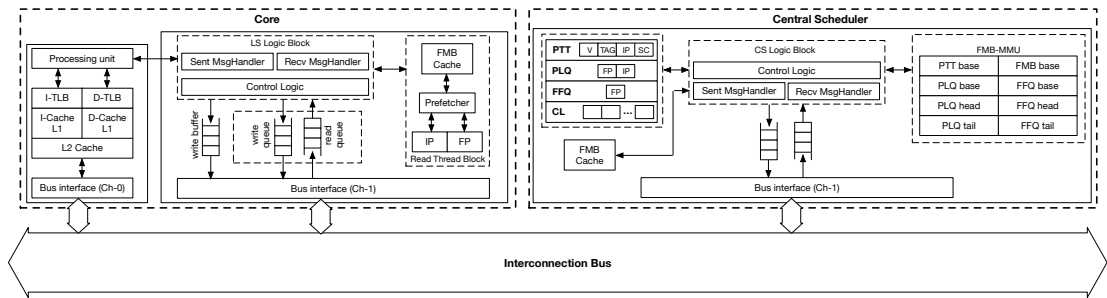 Core
Processing unit
I-TLB
D-TLB
I-Cache
L1
D-Cache
L1
L2 Cache
Bus interface (Ch-0)
LS Logic Block
Sent MsgHandler
Recv MsgHandler
Control Logic
write buffer
write
queue
read
queue
FMB
Cache
Prefetcher
IP
FP
Read Thread Block
Bus interface (Ch-1)
Central Scheduler
PTT
V
TAG
IP
SC
PLQ
FP
IP
FFQ
FP
CL
...
FMB
Cache
CS Logic Block
Control Logic
Sent MsgHandler
Recv MsgHandler
FMB-MMU
PTT base
FMB base
PLQ base
FFQ base
PLQ head
FFQ head
PLQ tail
FFQ tail
Bus interface (Ch-1)
Interconnection Bus